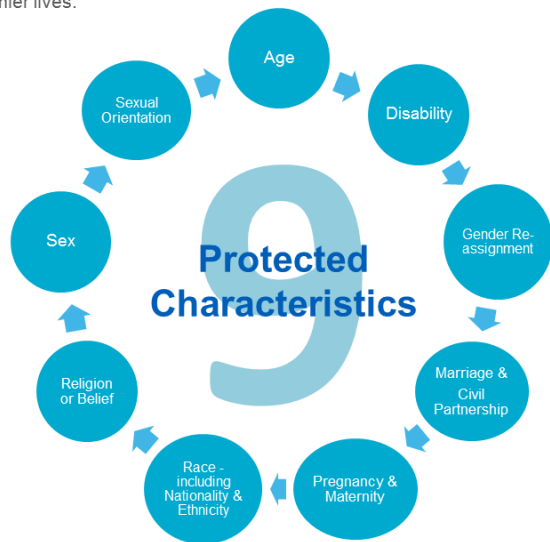 Age
Disability
Gender Re-
assignment
Marriage &
Civil
Partnership
Pregnancy &
Maternity
Race -
including
Nationality &
Ethnicity
Religion
or Belief
Sex
Sexual
Orientation
9
Protected
Characteristics